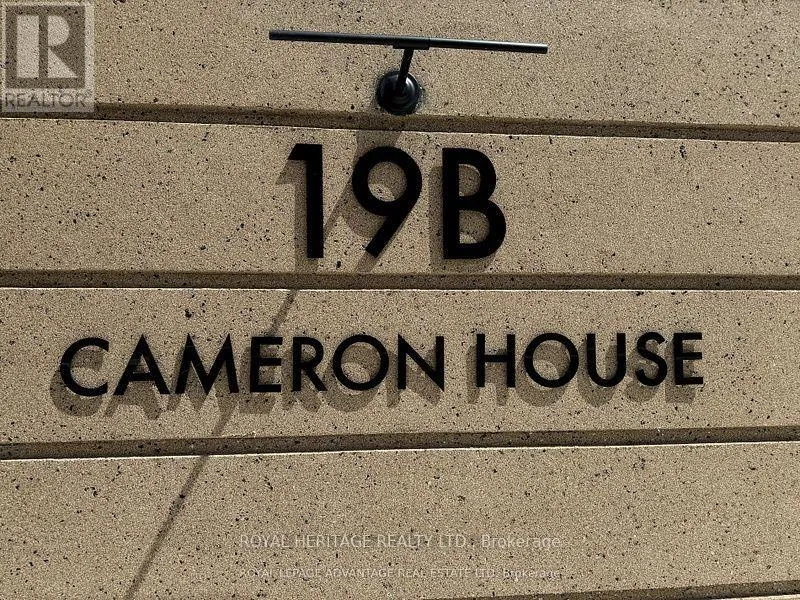 R
REALTOR
19B
CAMERON HOUSE
ROYAL HERITAGE REALTY LTD., Brokerage
ROYAL LEPAGE ADVANTAGE REAL ESTATE LTD, Brokerage